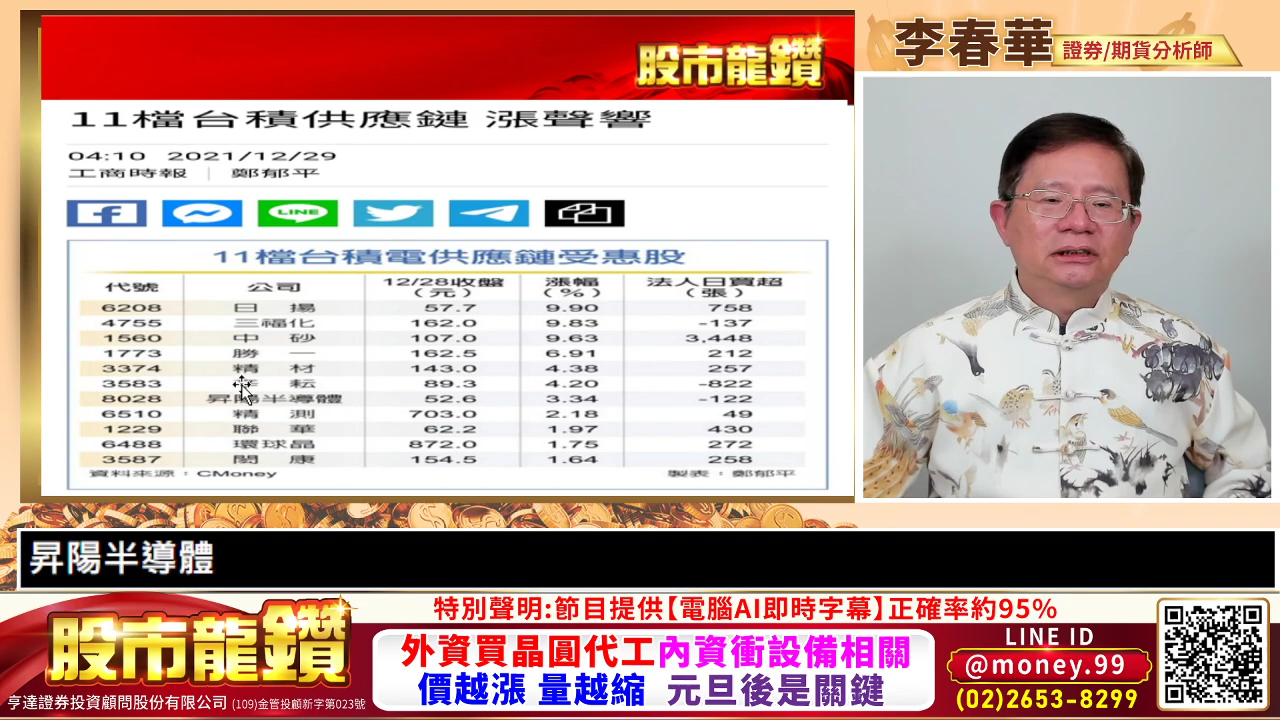 股市龍鑽
李春華
證券/期貨分析師
11檔台積供應鏈 漲聲響
04:10 2021/12/29
工商時報 | 鄭郁平
LINE
11檔台積電供應鏈受惠股
代號 公司 12/28收盤(元) 漲幅(%) 法人日買超(張)
6208 日揚 57.7 9.90 758
4755 三福化 162.0 9.83 -137
1560 中砂 107.0 9.63 3,448
1773 勝一 162.5 6.91 212
3374 精材 143.0 4.38 257
3583 耘 89.3 4.20 -822
8028 昇陽半導體 52.6 3.34 -122
6510 精測 703.0 2.18 49
1229 聯華 62.2 1.97 430
6488 環球晶 872.0 1.75 272
3587 閎康 154.5 1.64 258
資料來源：CMoney 製表：鄭郁平
昇陽半導體
特別聲明:節目提供【電腦AI即時字幕】正確率約95%
股市龍鑽
亨達證券投資顧問股份有限公司 (109)金管投顧新字第023號
外資買晶圓代工內資衝設備相關
價越漲 量越縮 元旦後是關鍵
LINE ID
@money.99
(02)2653-8299